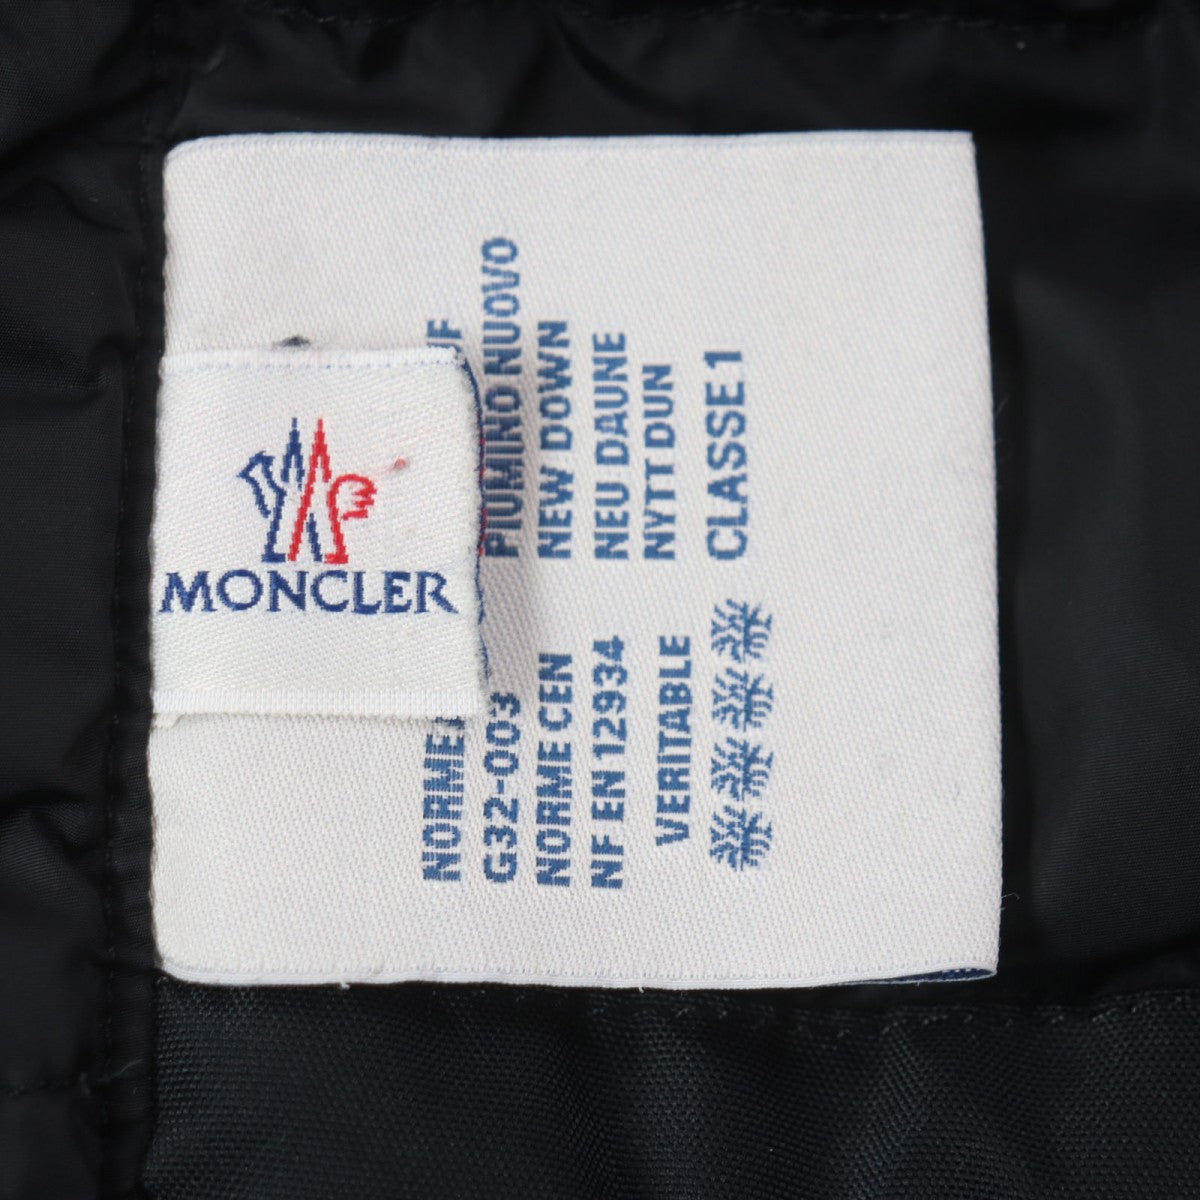 MONCLER
PIUMINO NUOVO
NEW DOWN
NEU DAUNE
NYTT DUN
CLASSE 1
NORME
G32-003
NORME CEN
NF EN 12934
VERITABLE